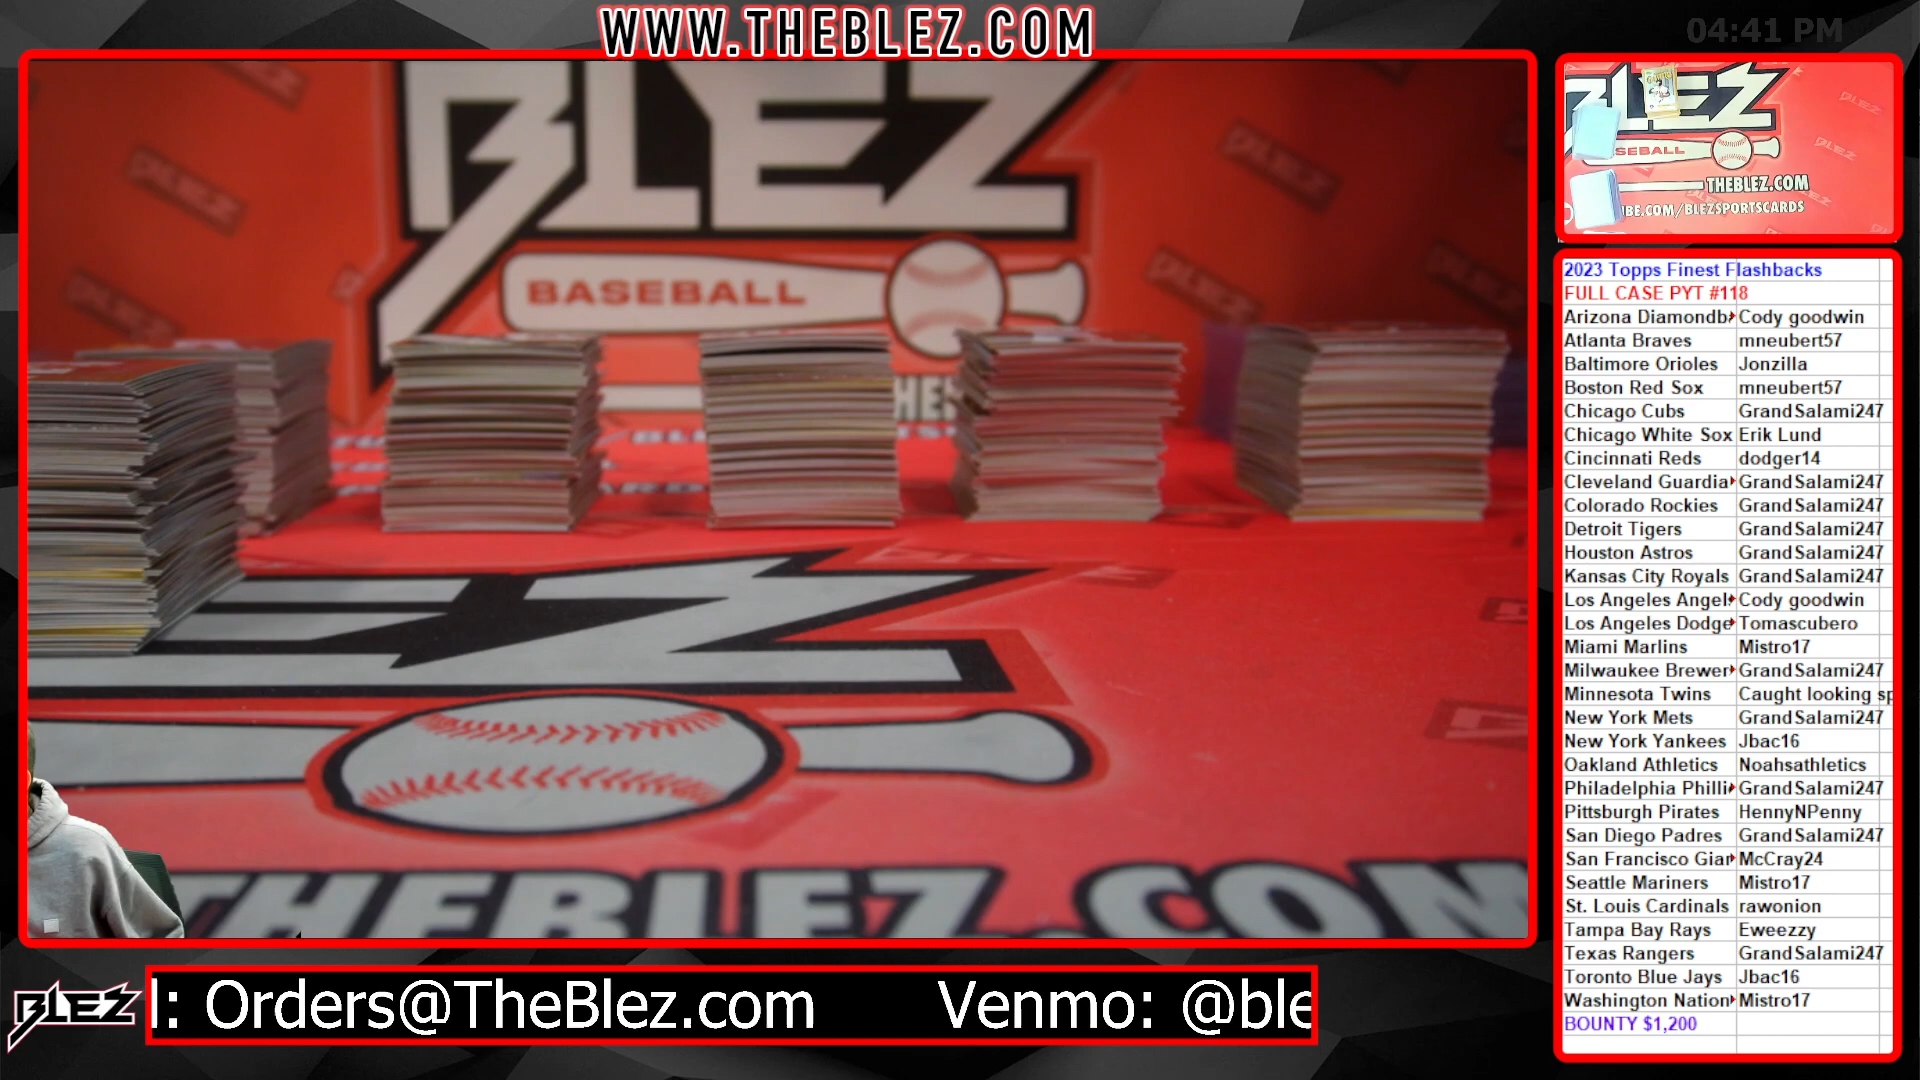 WWW.THEBLEZ.COM
04:41 PM
BLEZ
BASEBALL
THEBLEZ.COM
BLEZ
SEBALL
THEBLEZ.COM
BE.COM/BLEZSPORTSCARDS
2023 Topps Finest Flashbacks
FULL CASE PYT #118
Arizona Diamondb Cody goodwin
Atlanta Braves mneubert57
Baltimore Orioles Jonzilla
Boston Red Sox mneubert57
Chicago Cubs GrandSalami247
Chicago White Sox Erik Lund
Cincinnati Reds dodger14
Cleveland Guardia GrandSalami247
Colorado Rockies GrandSalami247
Detroit Tigers GrandSalami247
Houston Astros GrandSalami247
Kansas City Royals GrandSalami247
Los Angeles Angel Cody goodwin
Los Angeles Dodge Tomascubero
Miami Marlins Mistro17
Milwaukee Brewer GrandSalami247
Minnesota Twins Caught looking sp
New York Mets GrandSalami247
New York Yankees Jbac16
Oakland Athletics Noahsathletics
Philadelphia Philli GrandSalami247
Pittsburgh Pirates HennyNPenny
San Diego Padres GrandSalami247
San Francisco Giar McCray24
Seattle Mariners Mistro17
St. Louis Cardinals rawonion
Tampa Bay Rays Eweezzy
Texas Rangers GrandSalami247
Toronto Blue Jays Jbac16
Washington Nation Mistro17
BOUNTY $1,200
BLEZ
l: Orders@TheBlez.com Venmo: @ble